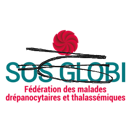 SOS GLOBI
Fédération des malades
drépanocytaires et thalassémiques